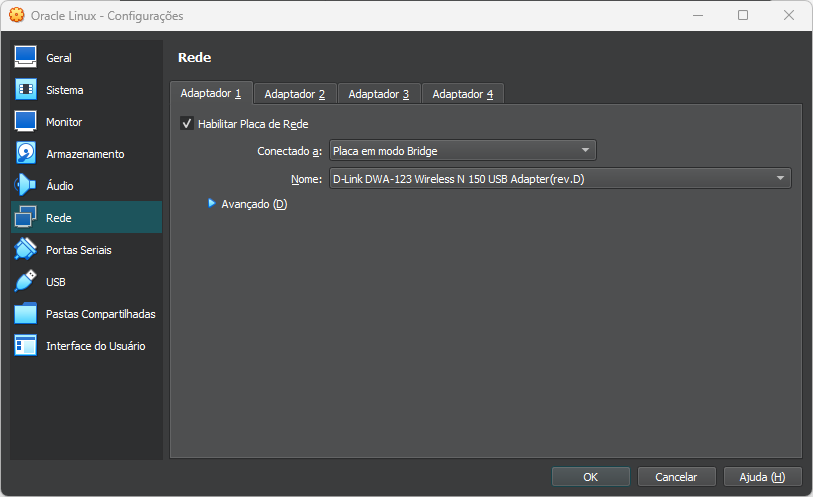 Oracle Linux - Configurações
Geral
Sistema
Monitor
Armazenamento
Áudio
Rede
Portas Seriais
USB
Pastas Compartilhadas
Interface do Usuário
Rede
Adaptador 1
Adaptador 2
Adaptador 3
Adaptador 4
Habilitar Placa de Rede
Conectado a: Placa em modo Bridge
Nome: D-Link DWA-123 Wireless N 150 USB Adapter(rev.D)
Avançado (D)
OK
Cancelar
Ajuda (H)